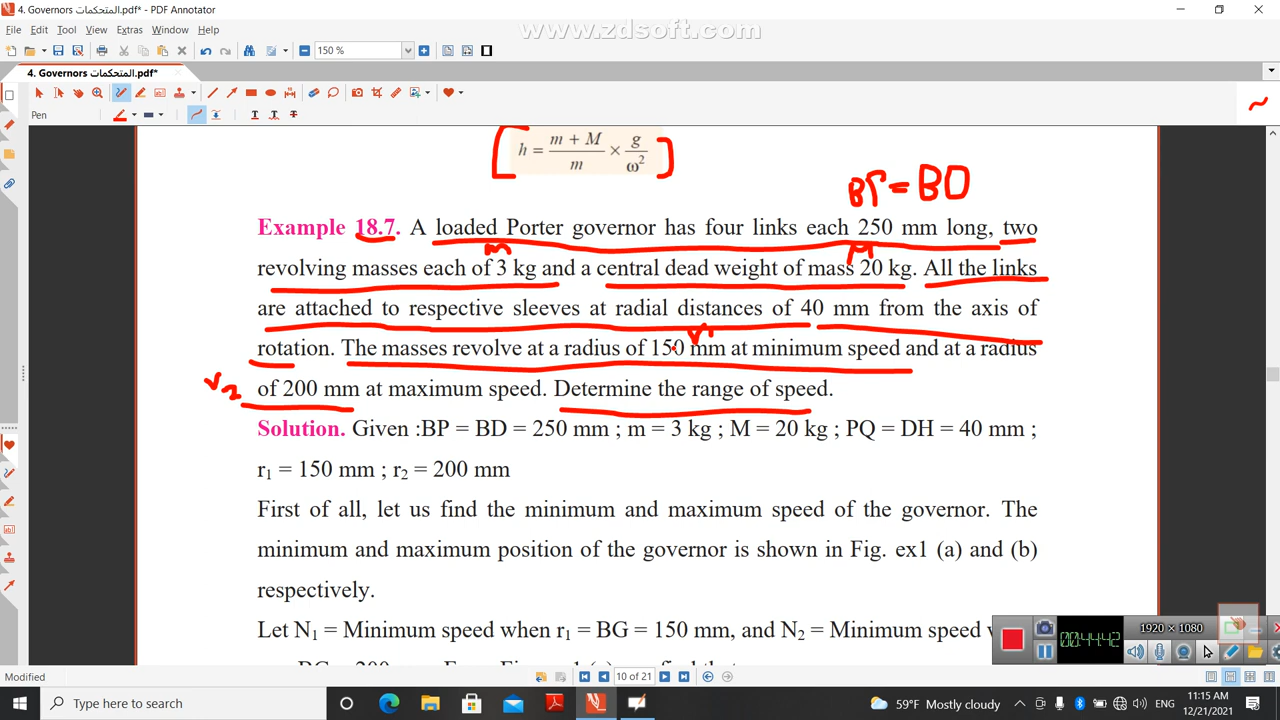 4. Governors المتحكمات.pdf* - PDF Annotator
www.zdsoft.com
File Edit Tool View Extras Window Help
150 %
4. Governors المتحكمات.pdf*
Pen
h = m + M / m × g / ω²
BP = BD
Example 18.7. A loaded Porter governor has four links each 250 mm long, two
m M
revolving masses each of 3 kg and a central dead weight of mass 20 kg. All the links
are attached to respective sleeves at radial distances of 40 mm from the axis of
r1
rotation. The masses revolve at a radius of 150 mm at minimum speed and at a radius
r2
of 200 mm at maximum speed. Determine the range of speed.
Solution. Given :BP = BD = 250 mm ; m = 3 kg ; M = 20 kg ; PQ = DH = 40 mm ;
r1 = 150 mm ; r2 = 200 mm
First of all, let us find the minimum and maximum speed of the governor. The
minimum and maximum position of the governor is shown in Fig. ex1 (a) and (b)
respectively.
Let N1 = Minimum speed when r1 = BG = 150 mm, and N2 = Minimum speed
1920 × 1080
00:44:42
Modified
10 of 21
Type here to search
59°F Mostly cloudy
ENG
11:15 AM
12/21/2021